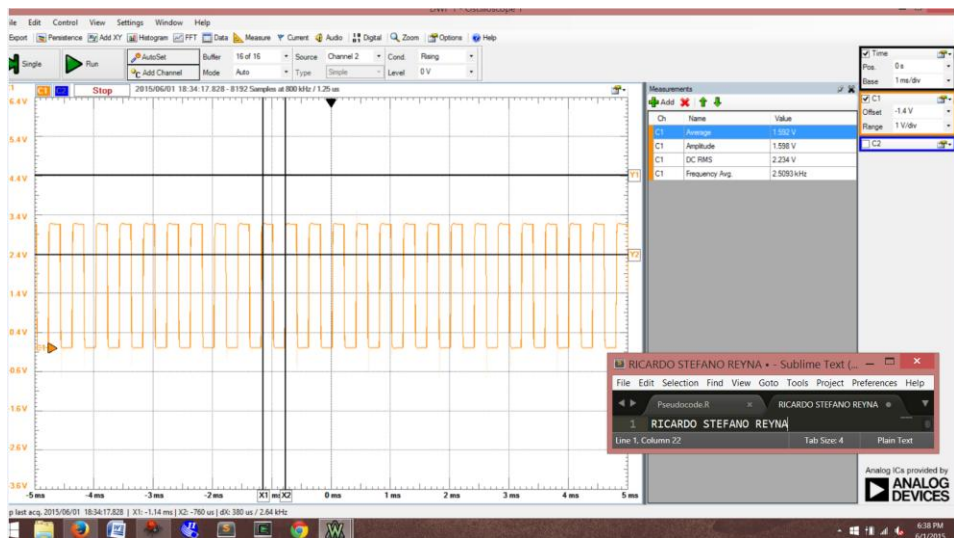 File Edit Control View Settings Window Help
Export Persistence Add XY Histogram FFT Data Measure Current Audio Digital Zoom Options Help
Single Run AutoSet Buffer 16 of 16 Source Channel 2 Cond. Rising
Add Channel Mode Auto Type Simple Level 0 V
C1 C2 Stop 2015/06/01 18:34:17.828 - 8192 Samples at 800 kHz / 1.25 us
6.4 V
5.4 V
4.4 V
3.4 V
2.4 V
1.4 V
0.4 V
-0.6 V
-1.6 V
-2.6 V
-3.6 V
Y1
Y2
-5 ms -4 ms -3 ms -2 ms X1 X2 0 ms 1 ms 2 ms 3 ms 4 ms 5 ms
Measurements
Add
Ch Name Value
C1 Average 1.592 V
C1 Amplitude 1.598 V
C1 DC RMS 2.234 V
C1 Frequency Avg. 2.5093 kHz
Time
Pos. 0 s
Base 1 ms/div
C1
Offset -1.4 V
Range 1 V/div
C2
RICARDO STEFANO REYNA • - Sublime Text (...
File Edit Selection Find View Goto Tools Project Preferences Help
Pseudocode.R RICARDO STEFANO REYNA
1 RICARDO STEFANO REYNA
Line 1, Column 22 Tab Size: 4 Plain Text
Analog ICs provided by
ANALOG
DEVICES
p last acq. 2015/06/01 18:34:17.828 | X1: -1.14 ms | X2: -760 us | dX: 380 us / 2.64 kHz
6:38 PM
6/1/2015